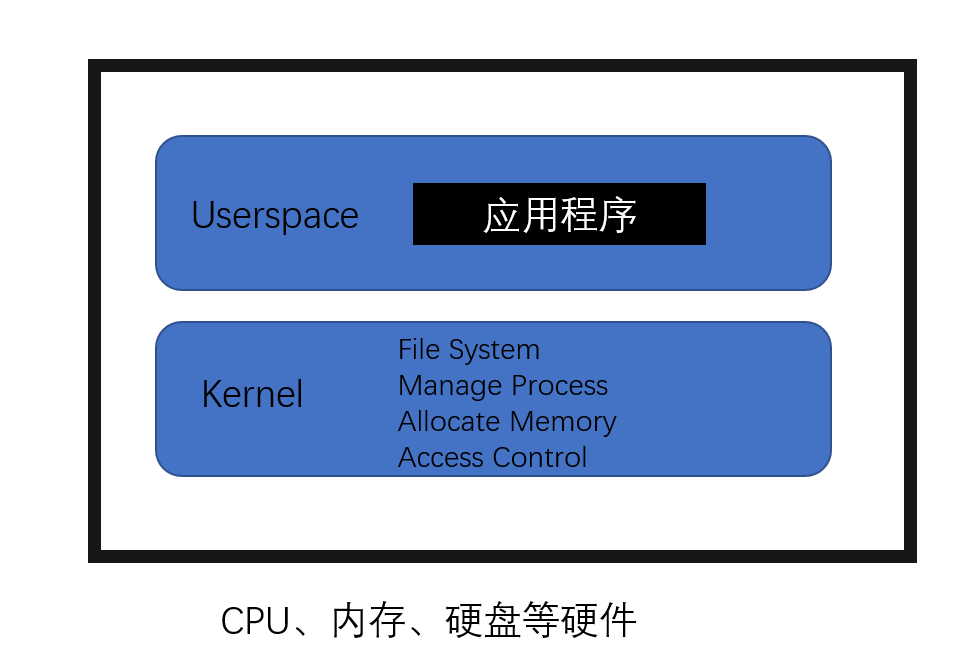 Userspace
应用程序
Kernel
File System
Manage Process
Allocate Memory
Access Control
CPU、内存、硬盘等硬件